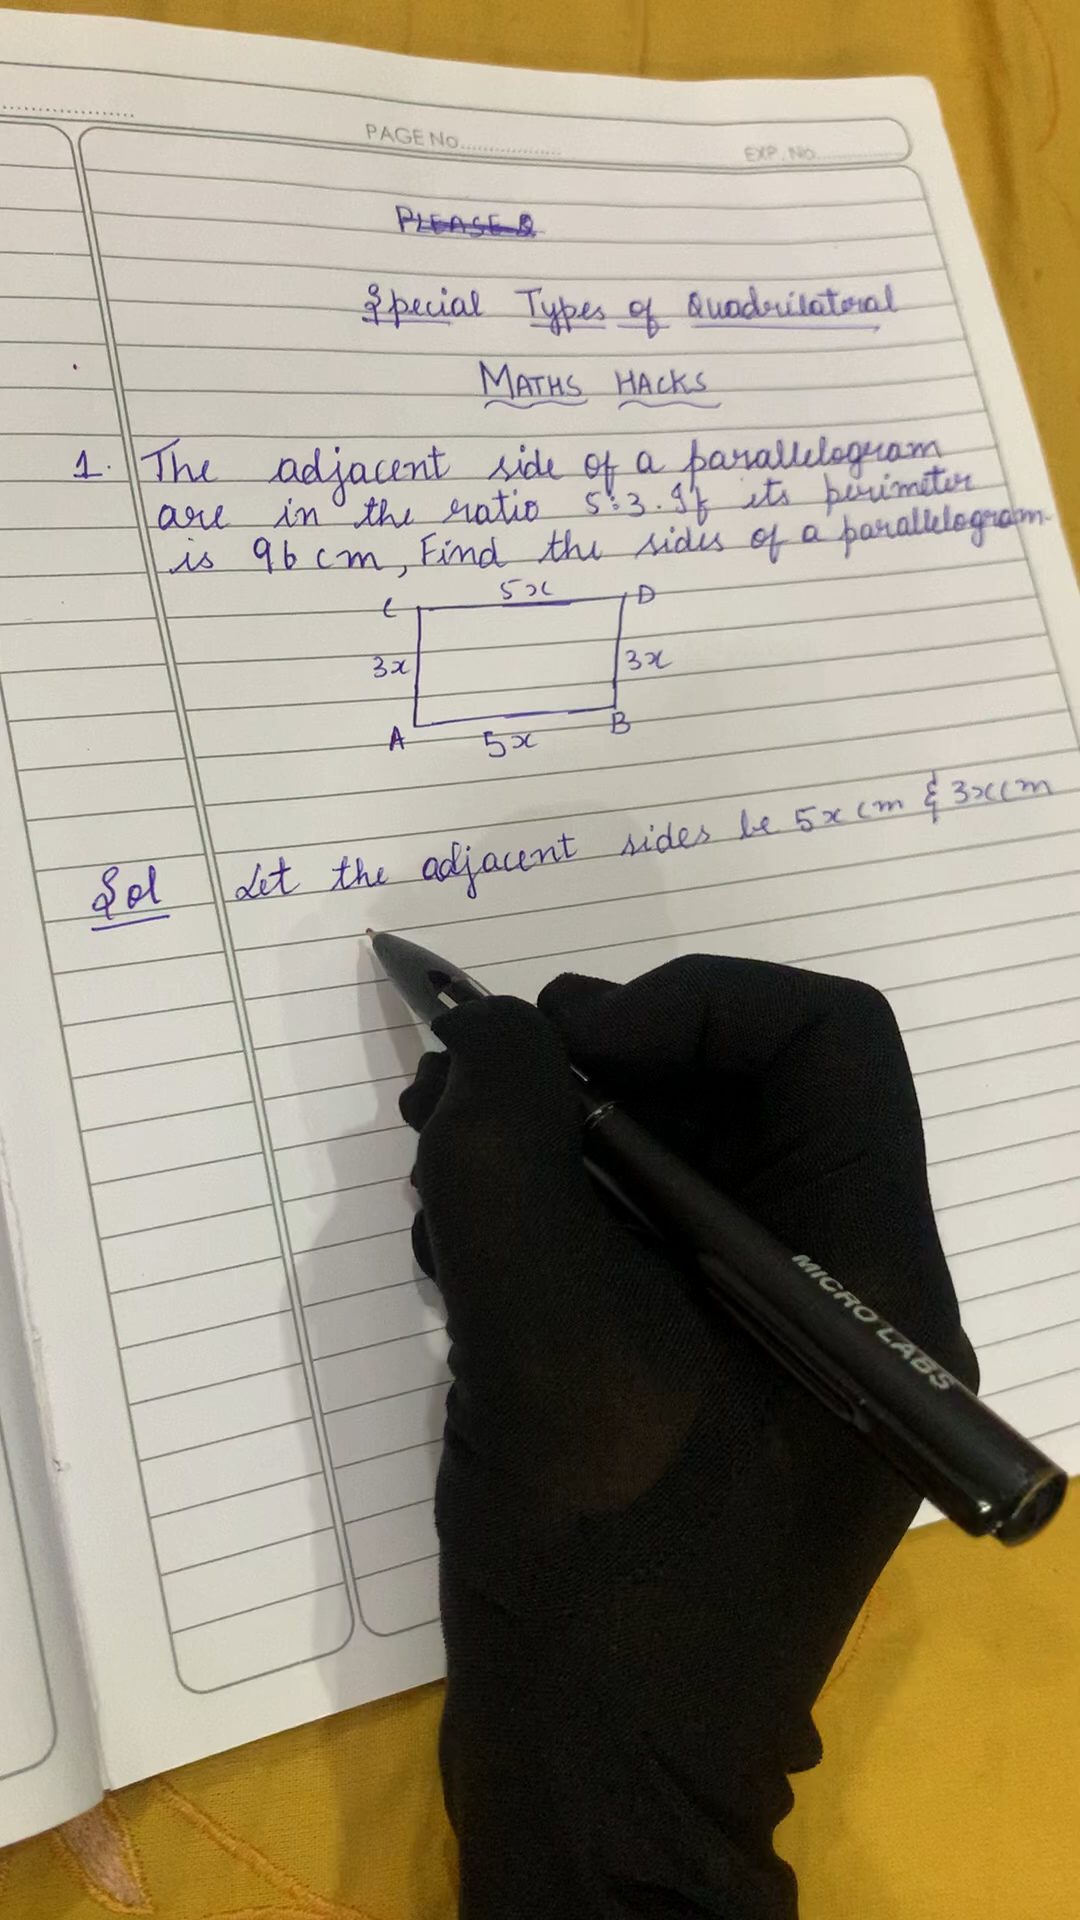 PAGE No..................
EXP. No..................
PLEASE
Special Types of Quadrilateral
MATHS HACKS
1. The adjacent side of a parallelogram
are in the ratio 5:3. If its perimeter
is 96 cm, Find the sides of a parallelogram.
C 5x D
3x 3x
A 5x B
Sol Let the adjacent sides be 5x cm & 3x cm
MICRO LABS